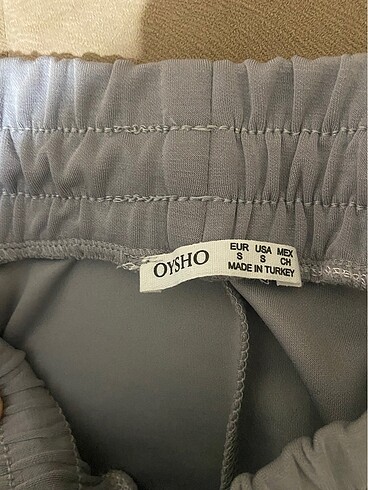 OYSHO
EUR USA MEX
S S CH
MADE IN TURKEY